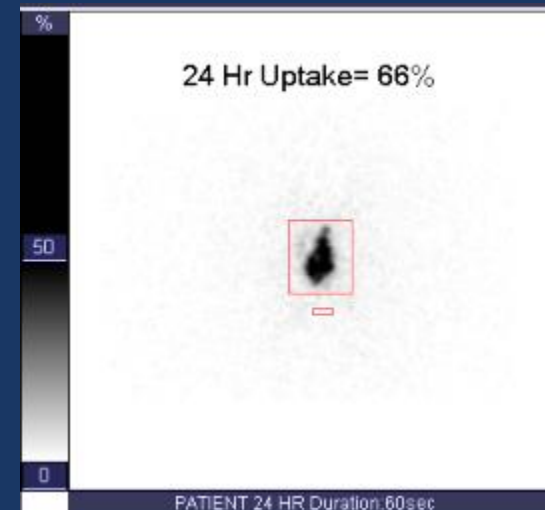 %
24 Hr Uptake= 66%
50
0
PATIENT 24 HR Duration:60sec